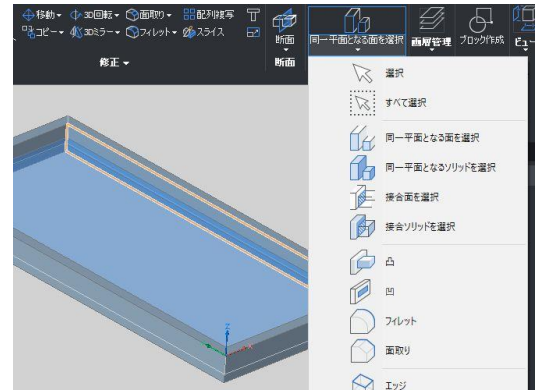 移動 3D回転 面取り 配列複写
コピー 3Dミラー フィレット スライス
修正
断面
断面
同一平面となる面を選択
画層管理
ブロック作成
ビュー
選択
すべて選択
同一平面となる面を選択
同一平面となるソリッドを選択
接合面を選択
接合ソリッドを選択
凸
凹
フィレット
面取り
エッジ
Z